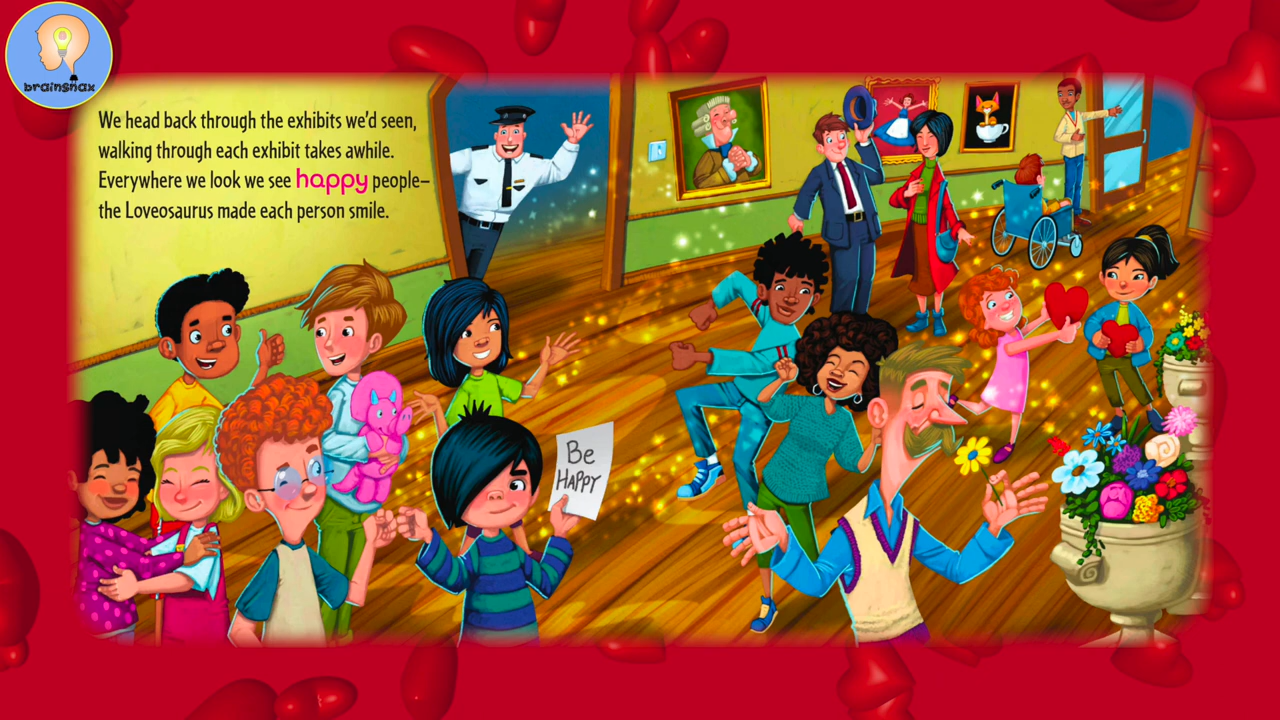 brainsnax
We head back through the exhibits we'd seen,
walking through each exhibit takes awhile.
Everywhere we look we see happy people–
the Loveosaurus made each person smile.
Be
HAPPY